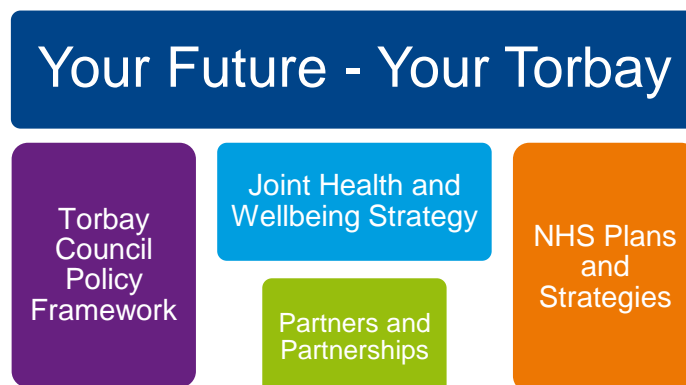 Your Future - Your Torbay
Torbay
Council
Policy
Framework
Joint Health and
Wellbeing Strategy
Partners and
Partnerships
NHS Plans
and
Strategies